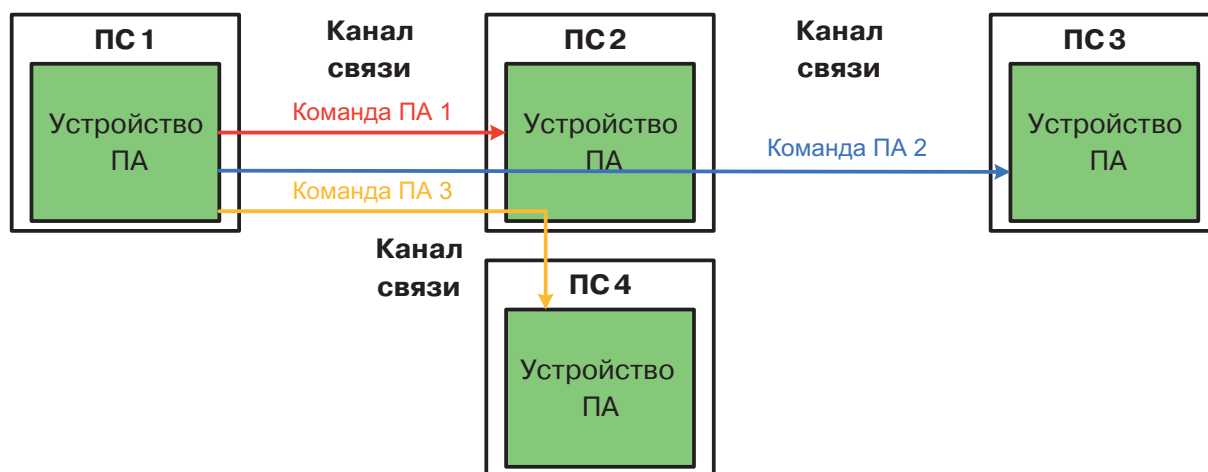 ПС 1
Канал
связи
ПС 2
Канал
связи
ПС 3
Устройство
ПА
Команда ПА 1
Устройство
ПА
Команда ПА 2
Устройство
ПА
Команда ПА 3
Канал
связи
ПС 4
Устройство
ПА